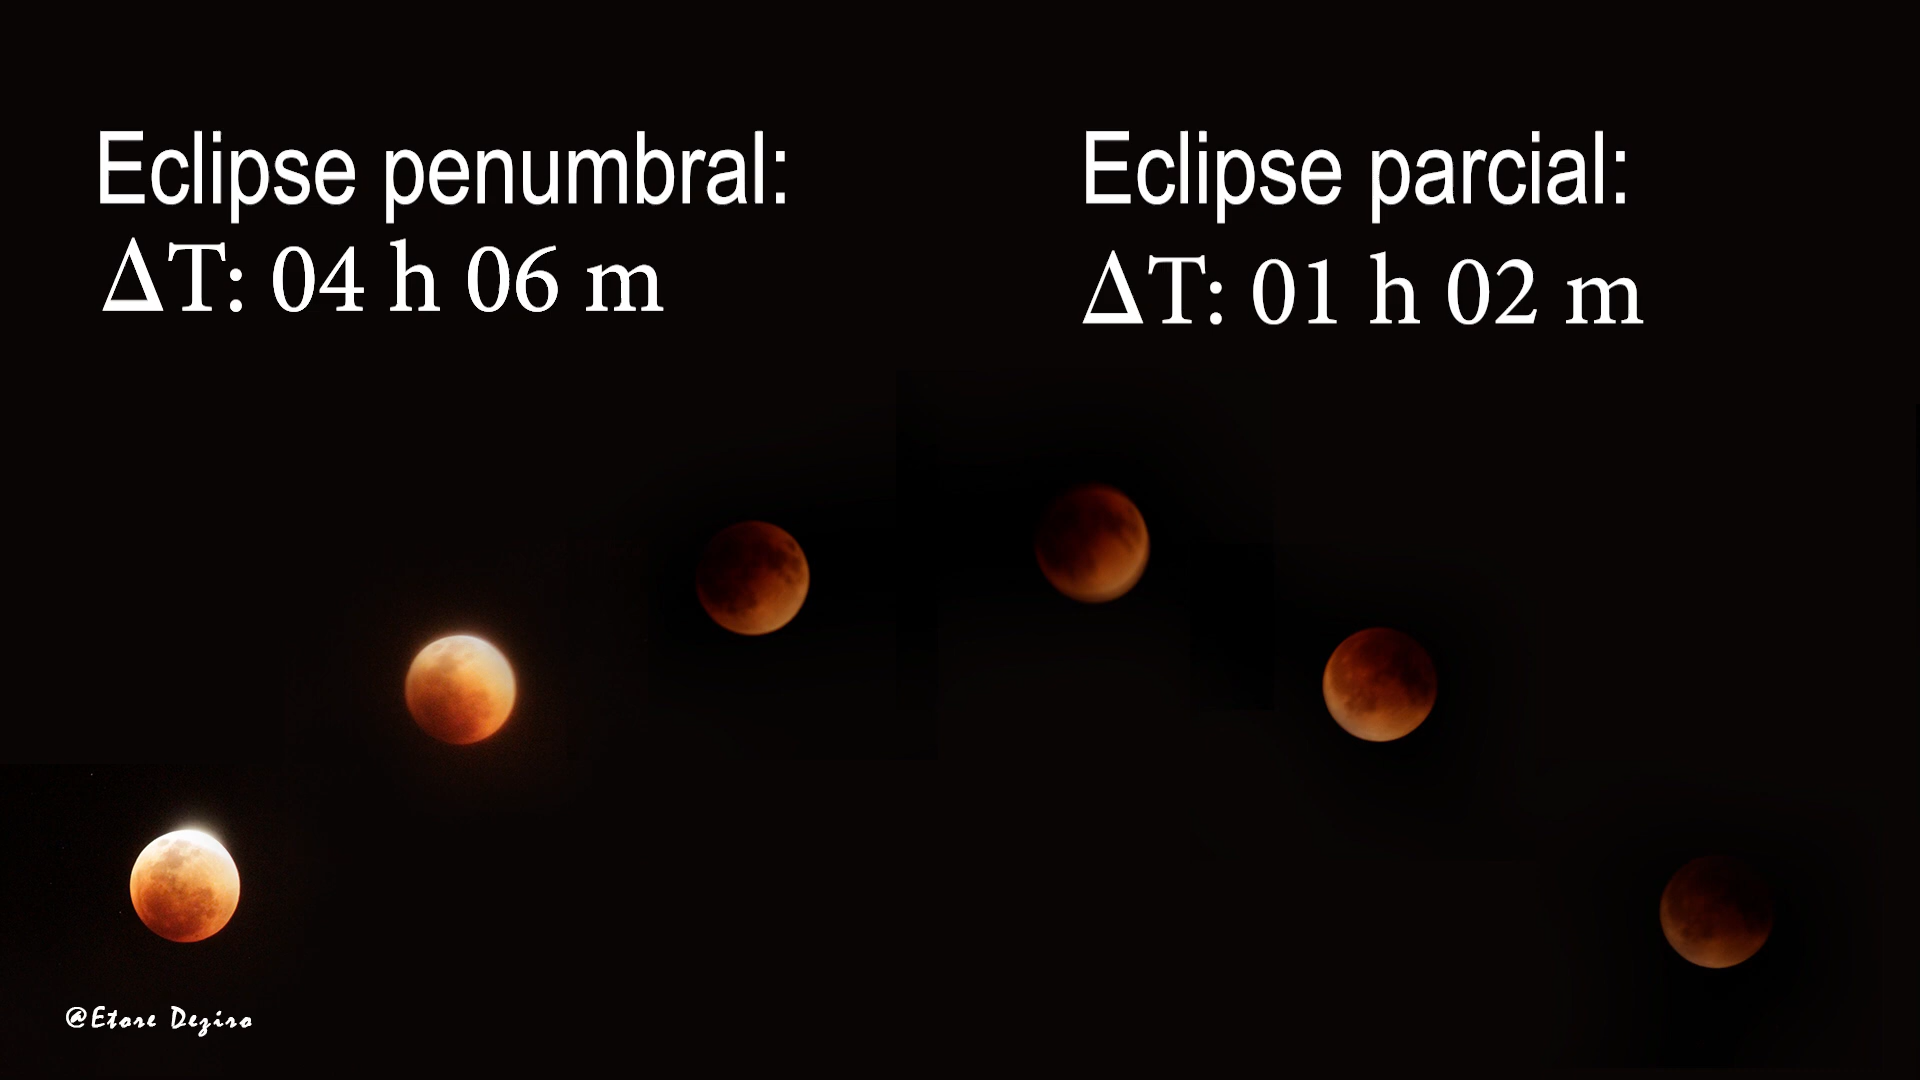 Eclipse penumbral:
ΔT: 04 h 06 m
Eclipse parcial:
ΔT: 01 h 02 m
@Etore Deziro